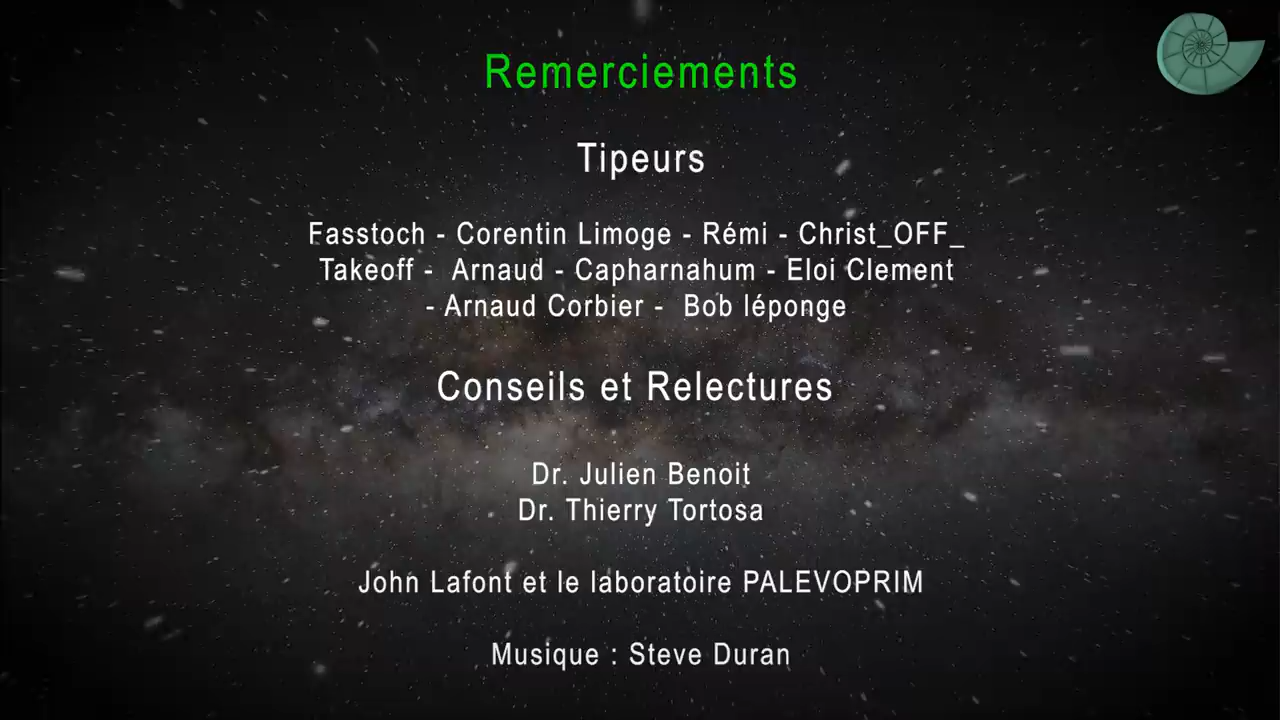 Remerciements
Tipeurs
Fasstoch - Corentin Limoge - Rémi - Christ_OFF_
Takeoff - Arnaud - Capharnahum - Eloi Clement
- Arnaud Corbier - Bob léponge
Conseils et Relectures
Dr. Julien Benoit
Dr. Thierry Tortosa
John Lafont et le laboratoire PALEVOPRIM
Musique : Steve Duran